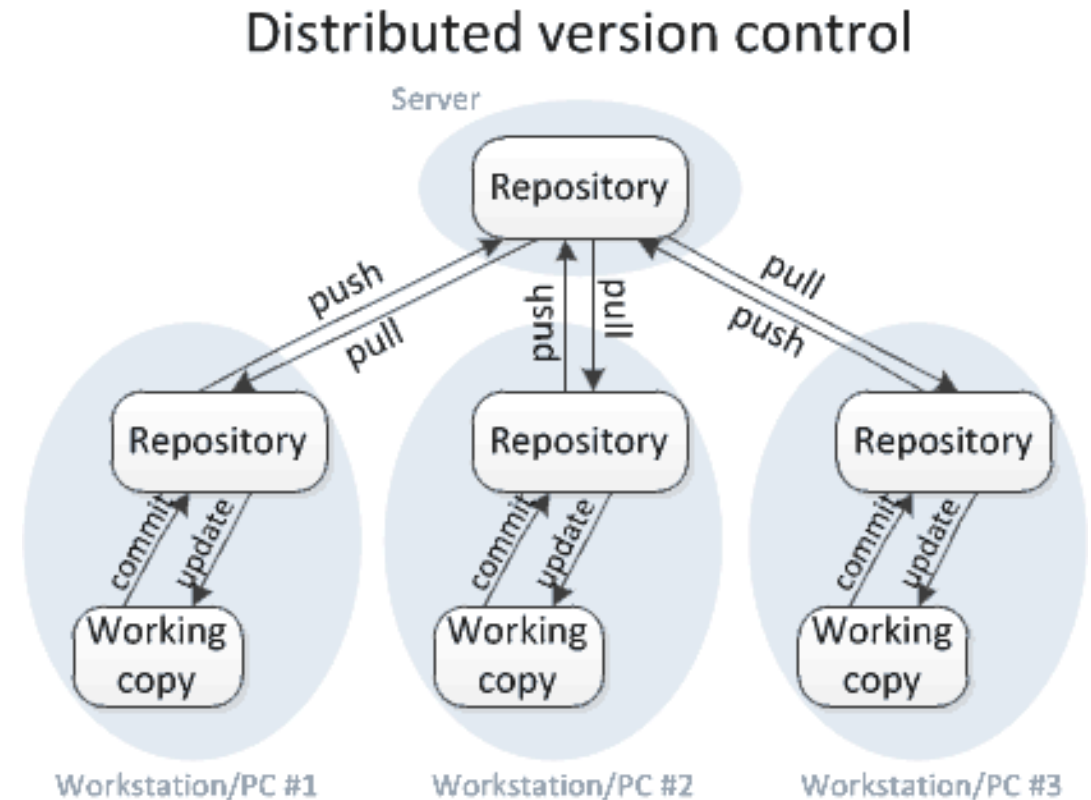 Distributed version control
Server
Repository
push
pull
push
pull
pull
push
Repository
Repository
Repository
commit
update
commit
update
commit
update
Working
copy
Working
copy
Working
copy
Workstation/PC #1
Workstation/PC #2
Workstation/PC #3